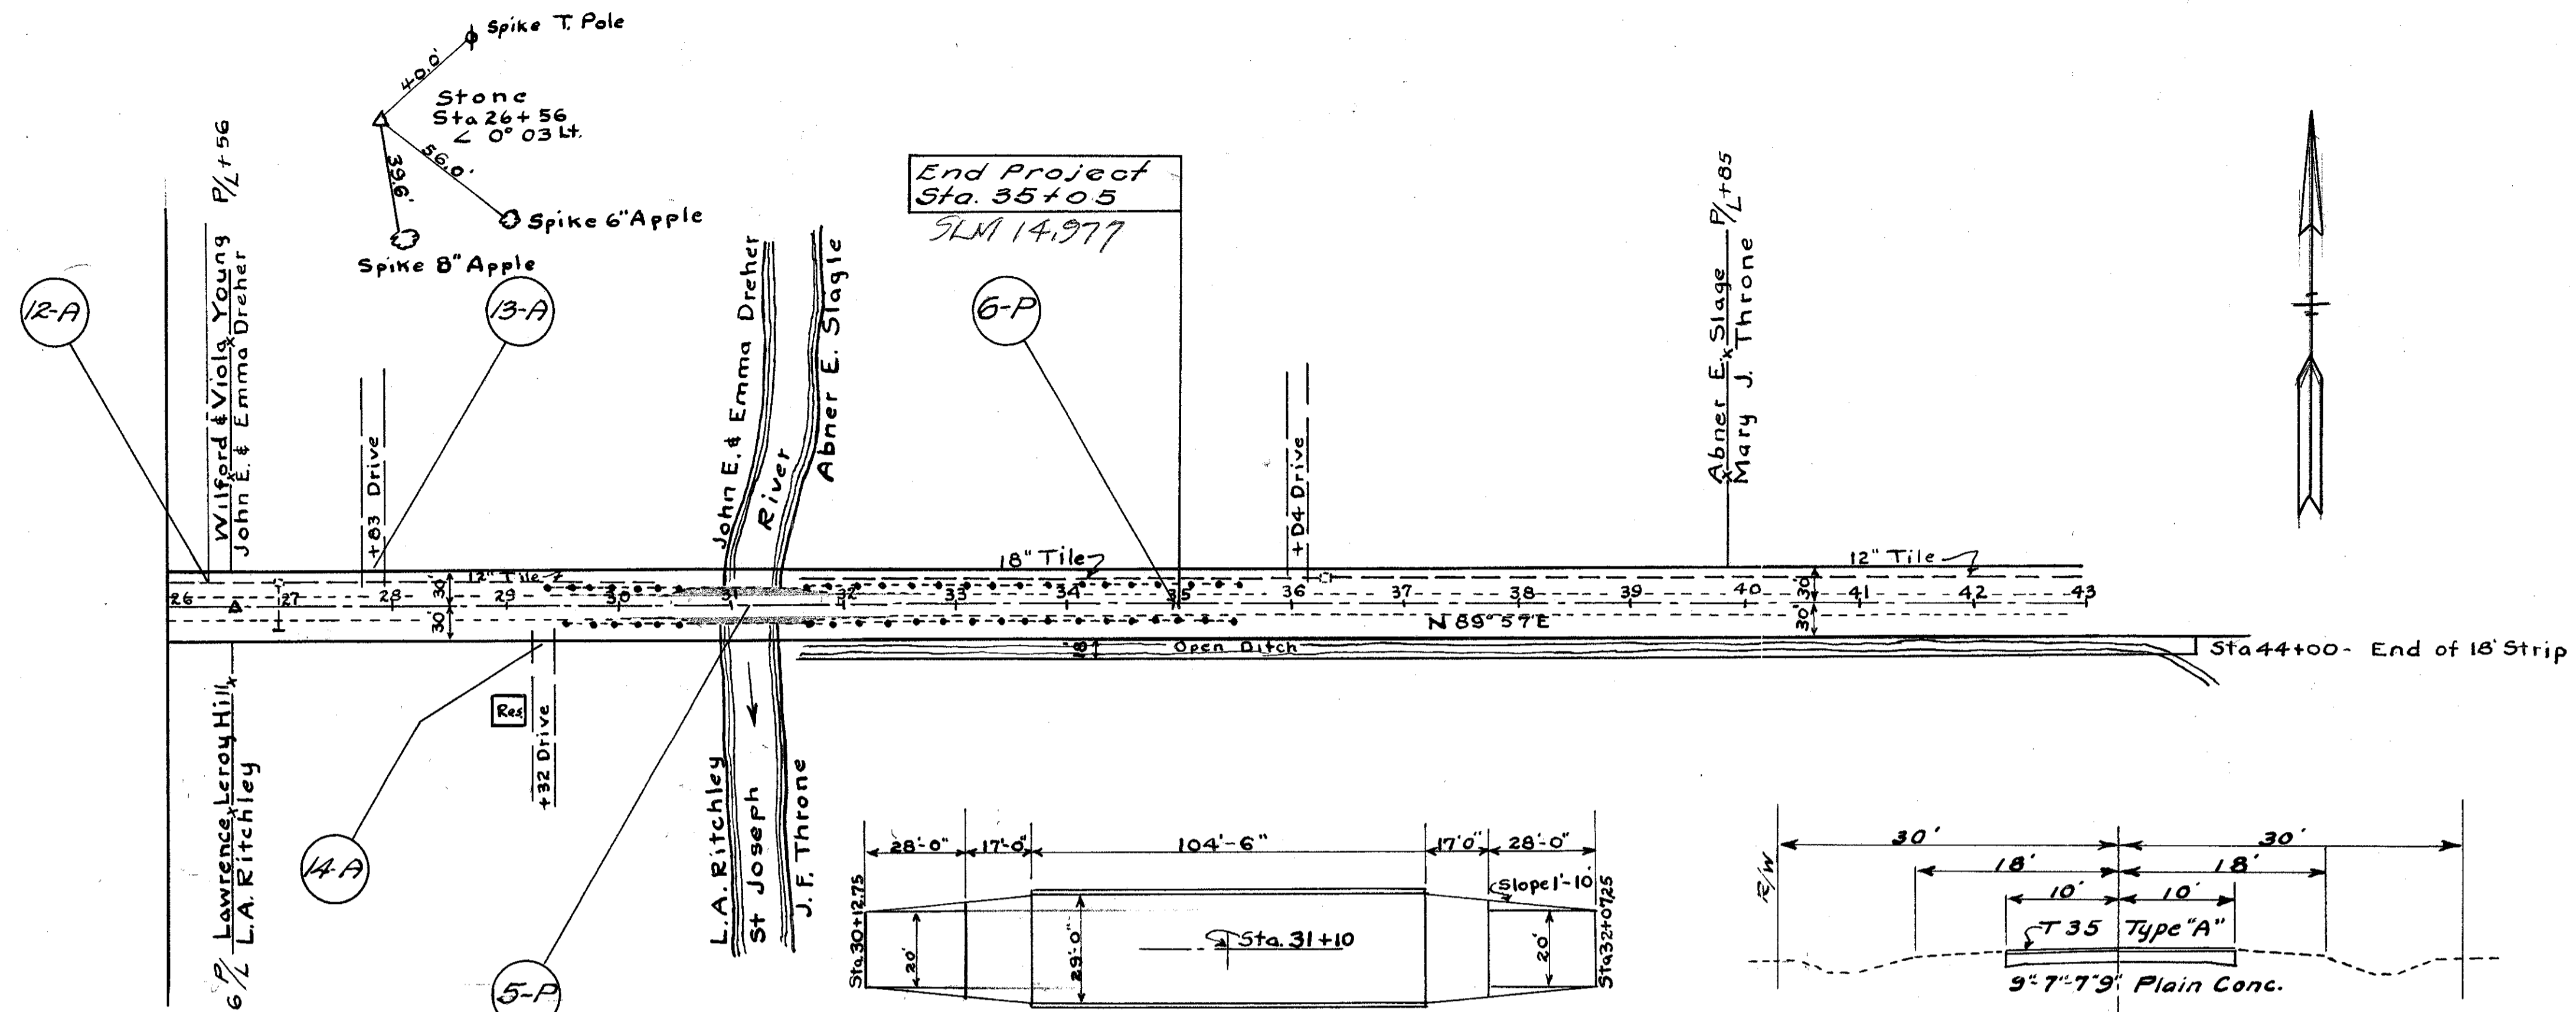 Spike T. Pole
40.0'
Stone
Sta 26+56
∠ 0° 03 Lt.
56.0'
39.6'
Spike 6" Apple
Spike 8" Apple
End Project
Sta. 35+05
SLM 14.977
12-A
13-A
6-P
Wilford & Viola Young P/L+56
John E. & Emma Dreher
+83 Drive
John E. & Emma Dreher
River
Abner E. Slagle
+D4 Drive
Abner E. Slage P/L+85
Mary J. Throne
12" Tile
18" Tile
12" Tile
30'
30'
30'
30'
26 27 28 29 30 31 32 33 34 35 36 37 38 39 40 41 42 43
N 89° 57' E
18'
Open Ditch
Sta 44+00 - End of 18' Strip
Res.
+32 Drive
14-A
6 P/L Lawrence Leroy Hill
L.A. Ritchley
L.A. Ritchley
St Joseph
J. F. Throne
5-P
28'-0" 17'-0" 104'-6" 17'0" 28'-0"
Slope 1'-10"
Sta. 30+12.75
20'
29'-0"
Sta. 31+10
20'
Sta 32+07.25
R/W
30' 30'
18' 18'
10' 10'
T 35 Type "A"
9"-7"-7"9" Plain Conc.